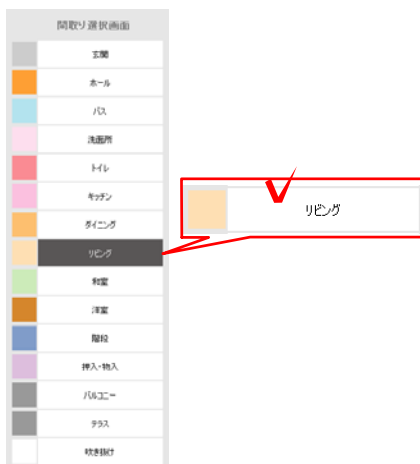 間取り選択画面
玄関
ホール
バス
洗面所
トイレ
キッチン
ダイニング
リビング
リビング
和室
洋室
階段
押入・物入
バルコニー
テラス
吹き抜け